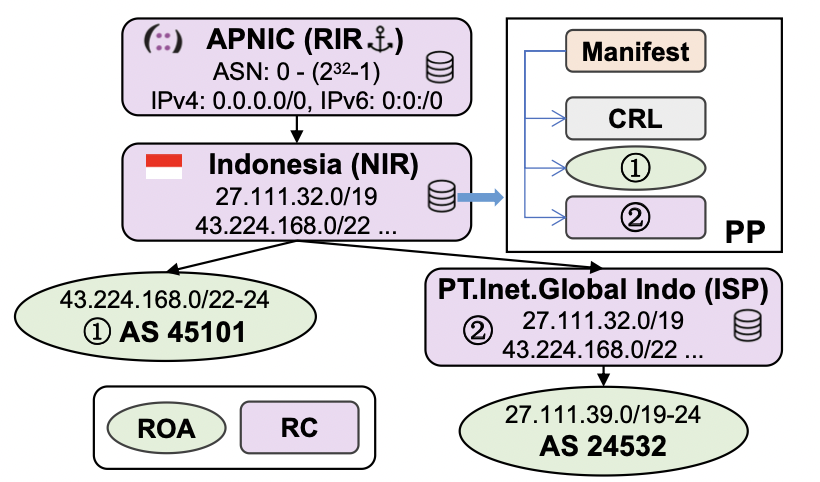 APNIC (RIR⚓)
ASN: 0 - (2³²-1)
IPv4: 0.0.0.0/0, IPv6: 0:0:/0
Indonesia (NIR)
27.111.32.0/19
43.224.168.0/22 ...
Manifest
CRL
①
②
PP
43.224.168.0/22-24
① AS 45101
PT.Inet.Global Indo (ISP)
② 27.111.32.0/19
43.224.168.0/22 ...
27.111.39.0/19-24
AS 24532
ROA
RC